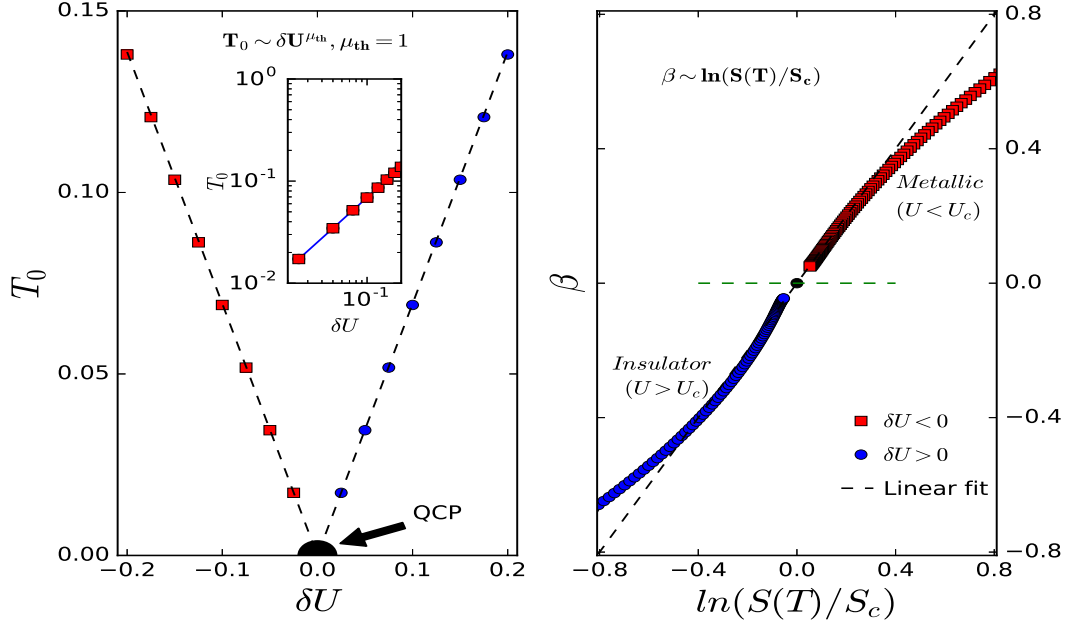 T₀ ~ δU^μth, μth = 1
T₀
0.15
0.10
0.05
0.00
−0.2
−0.1
0.0
0.1
0.2
δU
QCP
10⁰
10⁻¹
10⁻²
T₀
10⁻¹
δU
β ~ ln(S(T)/Sc)
Metallic
(U < Uc)
Insulator
(U > Uc)
δU < 0
δU > 0
Linear fit
β
0.8
0.4
0.0
−0.4
−0.8
−0.8
−0.4
0.0
0.4
0.8
ln(S(T)/Sc)